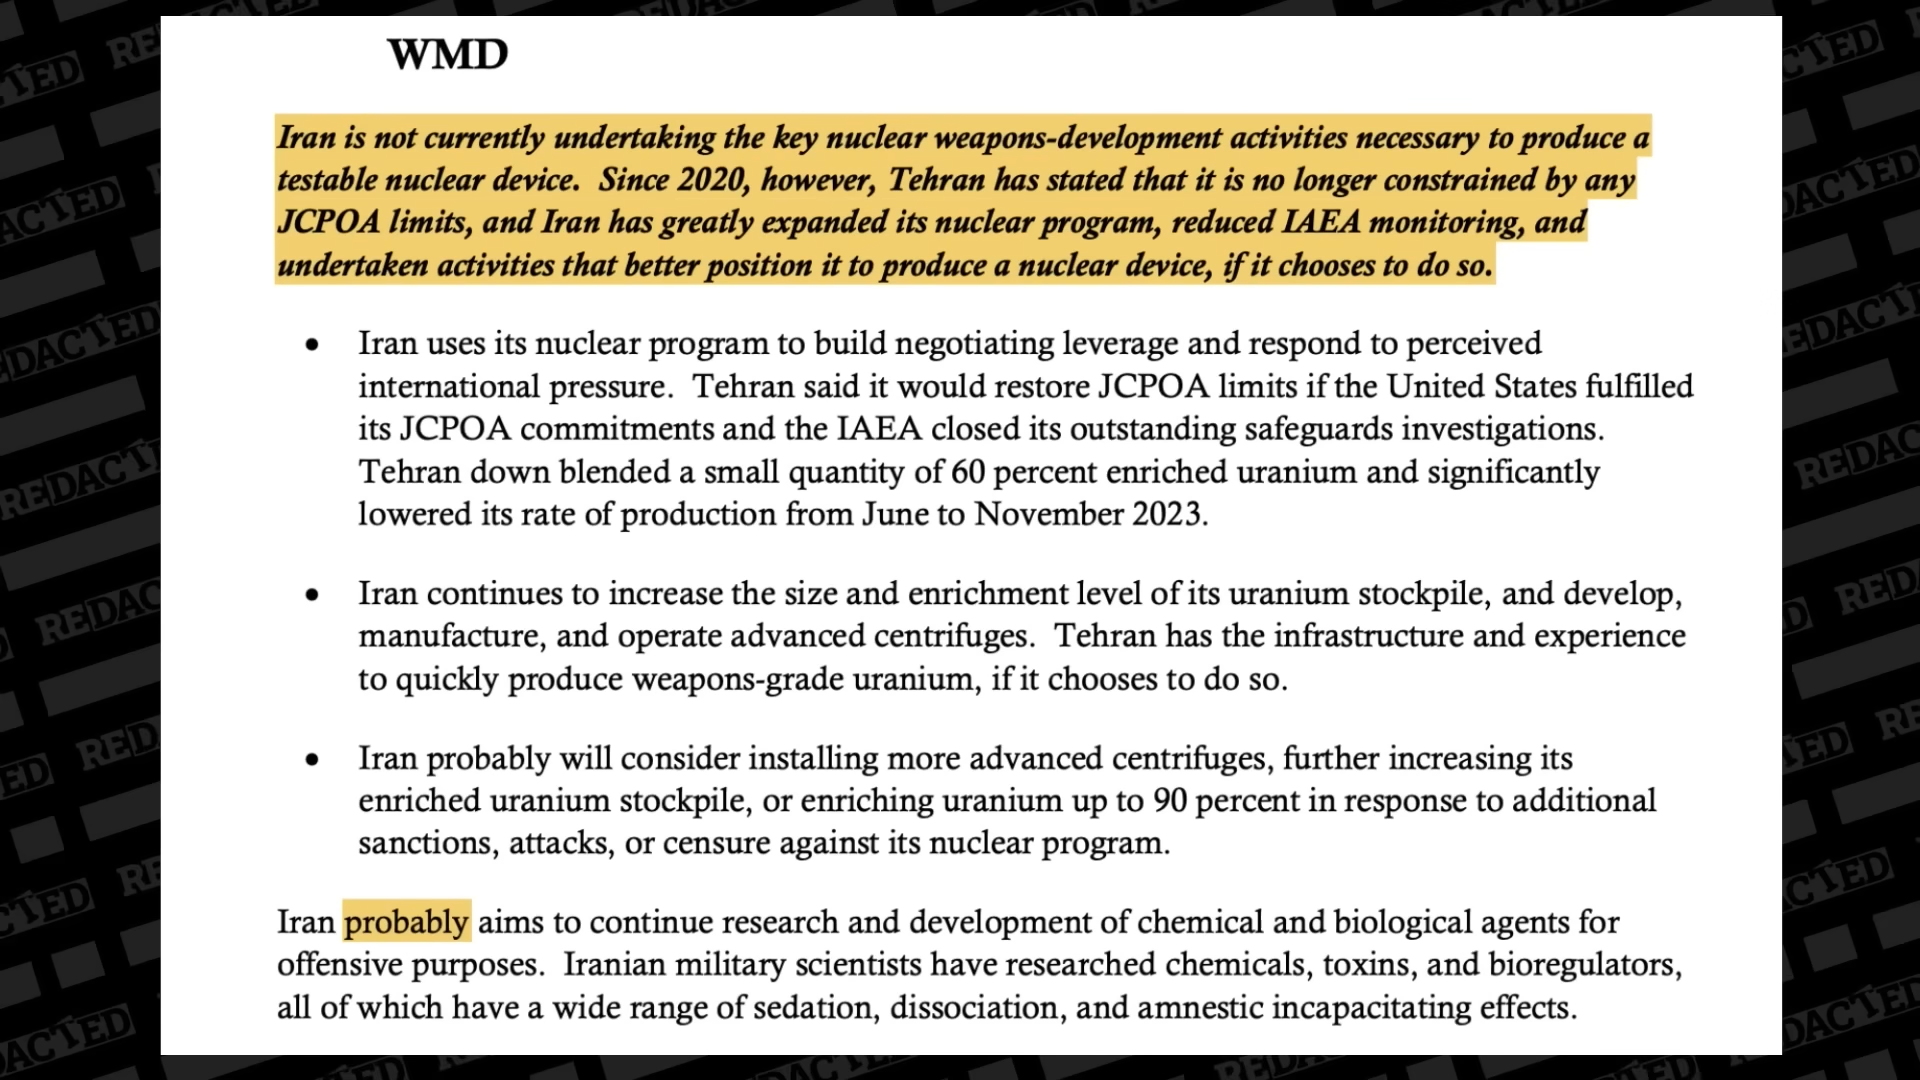 WMD
Iran is not currently undertaking the key nuclear weapons-development activities necessary to produce a
testable nuclear device.  Since 2020, however, Tehran has stated that it is no longer constrained by any
JCPOA limits, and Iran has greatly expanded its nuclear program, reduced IAEA monitoring, and
undertaken activities that better position it to produce a nuclear device, if it chooses to do so.
• Iran uses its nuclear program to build negotiating leverage and respond to perceived
international pressure.  Tehran said it would restore JCPOA limits if the United States fulfilled
its JCPOA commitments and the IAEA closed its outstanding safeguards investigations.
Tehran down blended a small quantity of 60 percent enriched uranium and significantly
lowered its rate of production from June to November 2023.
• Iran continues to increase the size and enrichment level of its uranium stockpile, and develop,
manufacture, and operate advanced centrifuges.  Tehran has the infrastructure and experience
to quickly produce weapons-grade uranium, if it chooses to do so.
• Iran probably will consider installing more advanced centrifuges, further increasing its
enriched uranium stockpile, or enriching uranium up to 90 percent in response to additional
sanctions, attacks, or censure against its nuclear program.
Iran probably aims to continue research and development of chemical and biological agents for
offensive purposes.  Iranian military scientists have researched chemicals, toxins, and bioregulators,
all of which have a wide range of sedation, dissociation, and amnestic incapacitating effects.